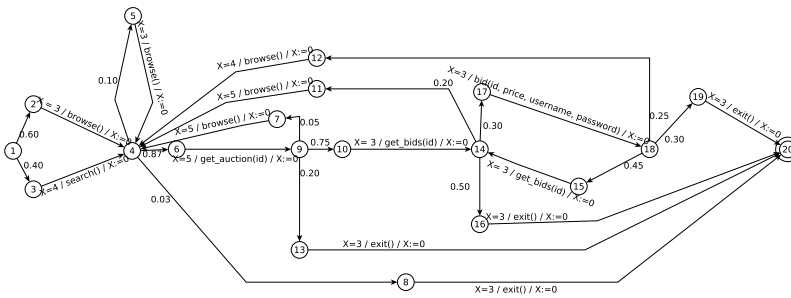 5
X=3 / browse() / X:=0
0.10
X=4 / browse() / X:=0
12
X=5 / browse() / X:=0
11
0.20
X=3 / bid(id, price, username, password) / X:=0
17
0.25
19
X=3 / exit() / X:=0
2
X= 3 / browse() / X:=0
0.60
X=5 / browse() / X:=0
7
0.05
0.30
0.30
1
4
0.87
6
X=5 / get_auction(id) / X:=0
9
0.75
10
X= 3 / get_bids(id) / X:=0
14
18
20
0.40
3
X=4 / search() / X:=0
0.20
0.50
X= 3 / get_bids(id) / X:=0
15
0.45
0.03
16
X=3 / exit() / X:=0
13
X=3 / exit() / X:=0
8
X=3 / exit() / X:=0